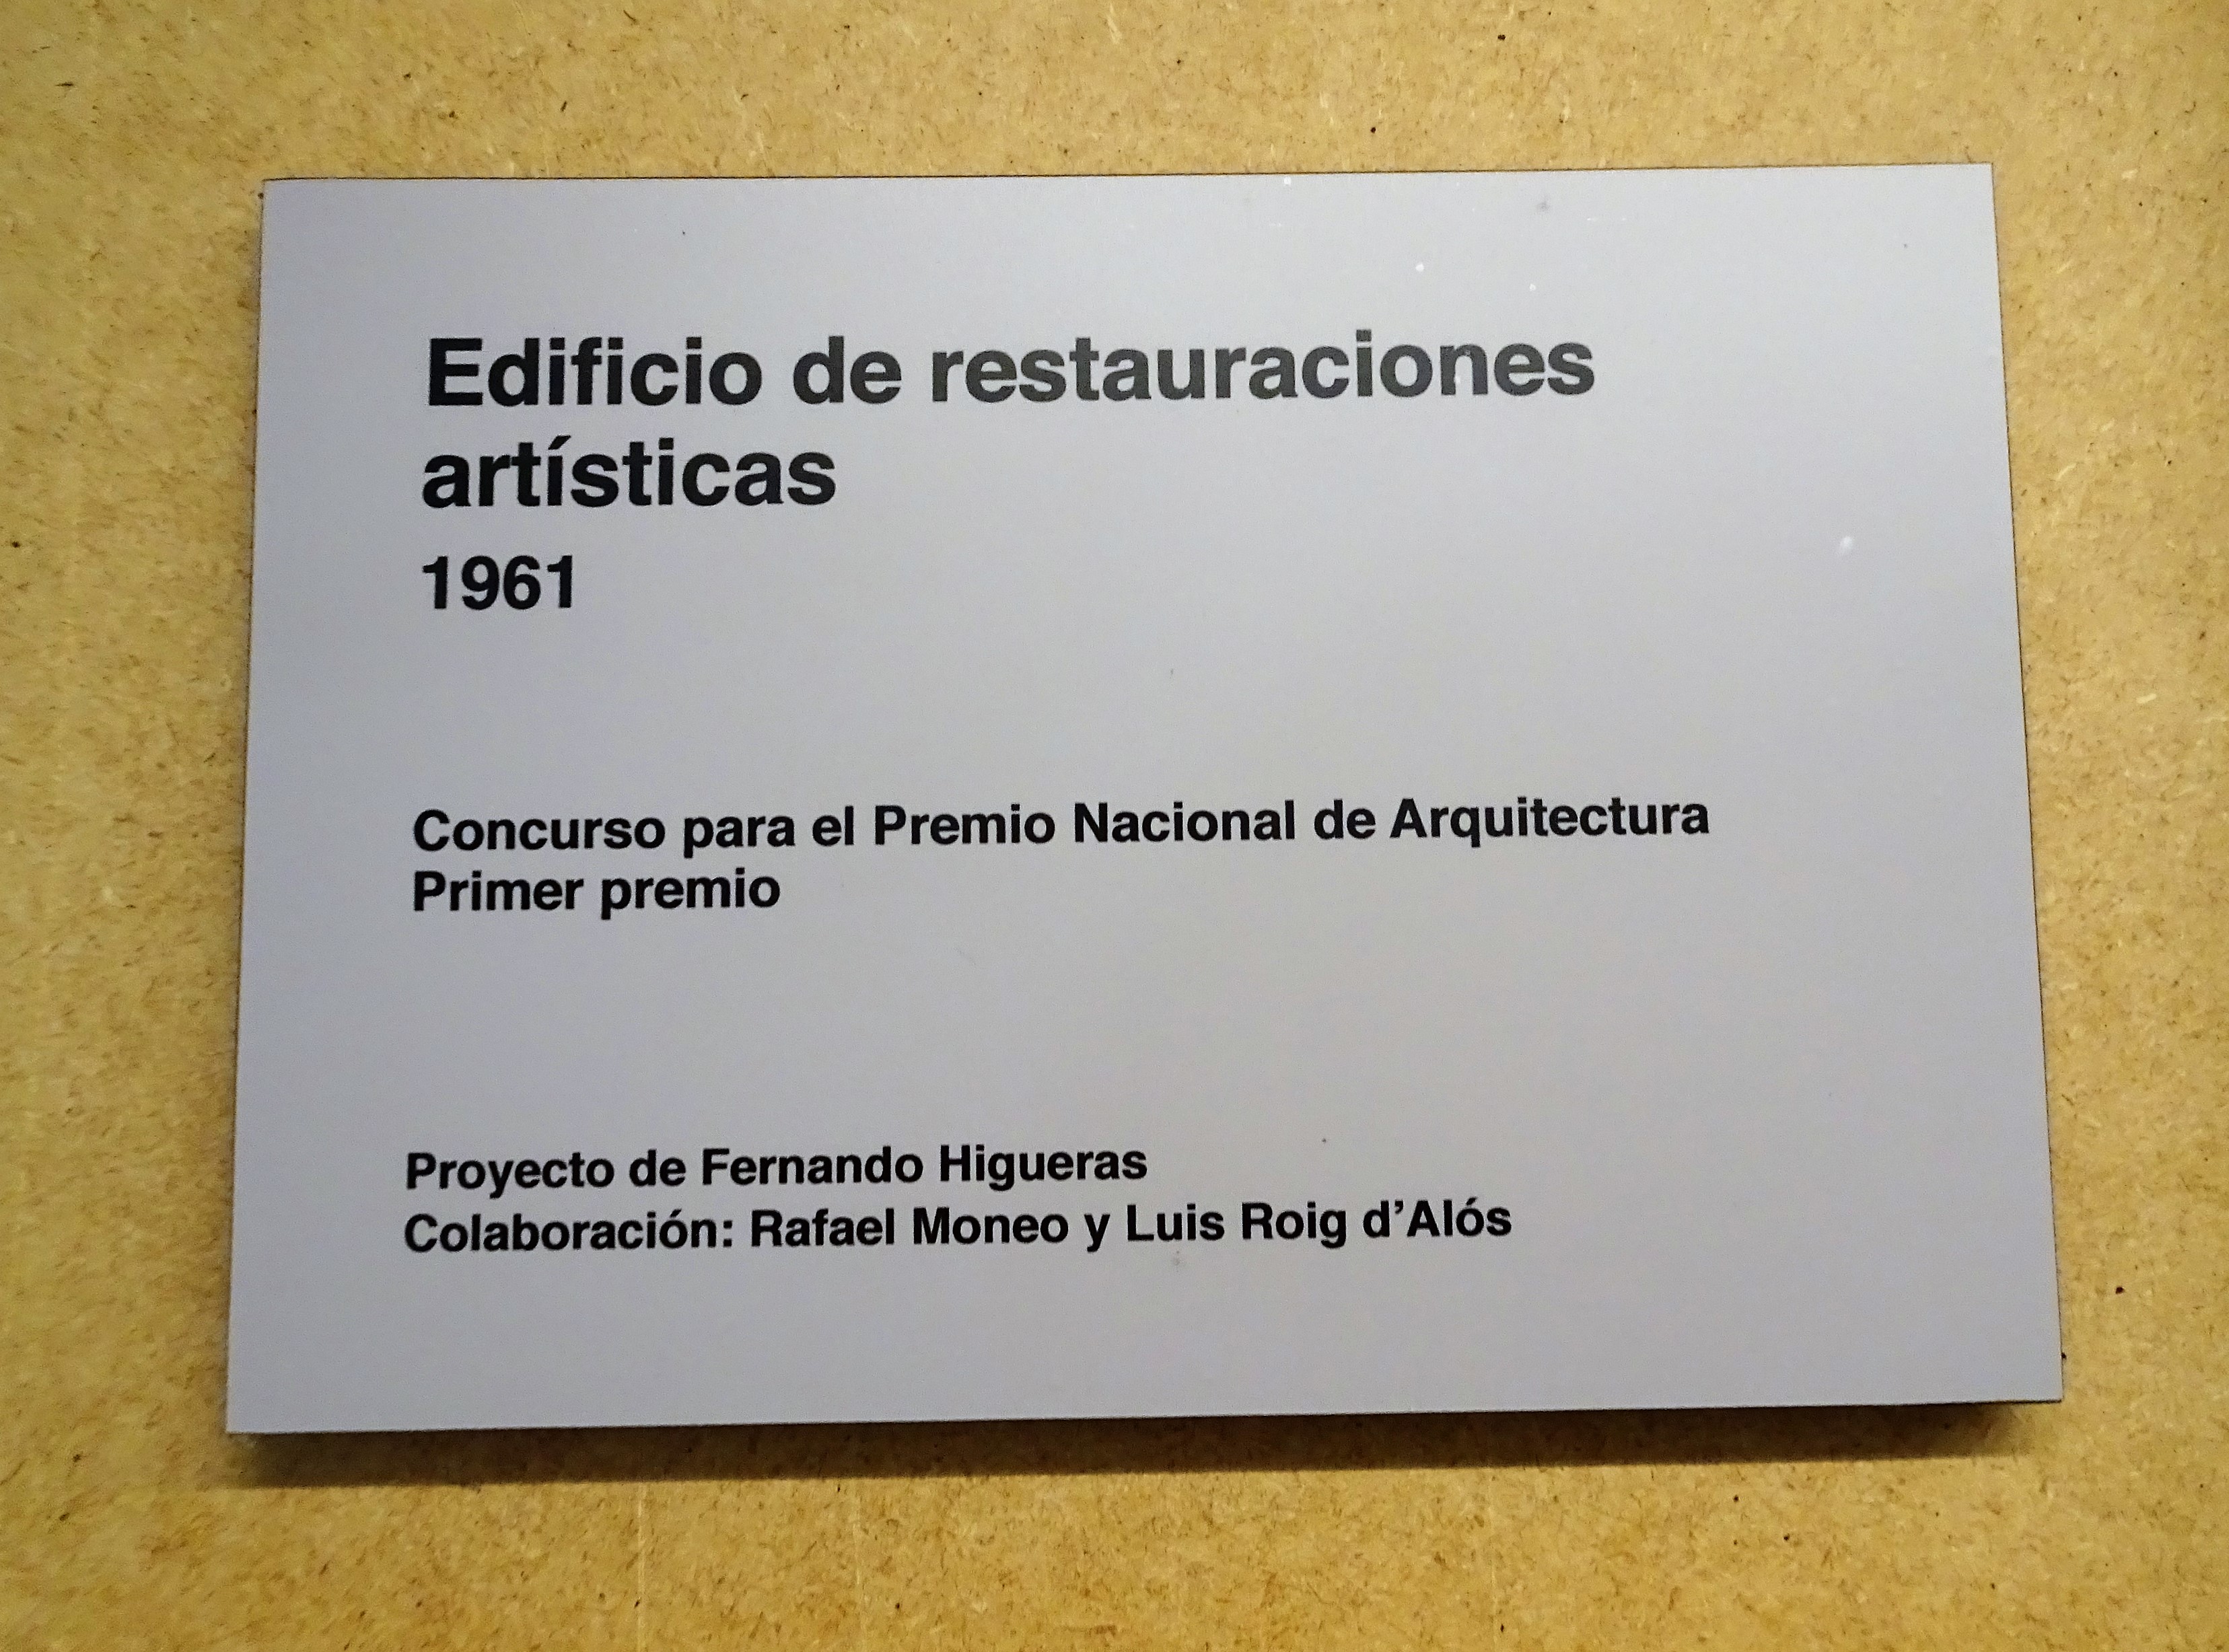 Edificio de restauraciones
artísticas
1961
Concurso para el Premio Nacional de Arquitectura
Primer premio
Proyecto de Fernando Higueras
Colaboración: Rafael Moneo y Luis Roig d’Alós